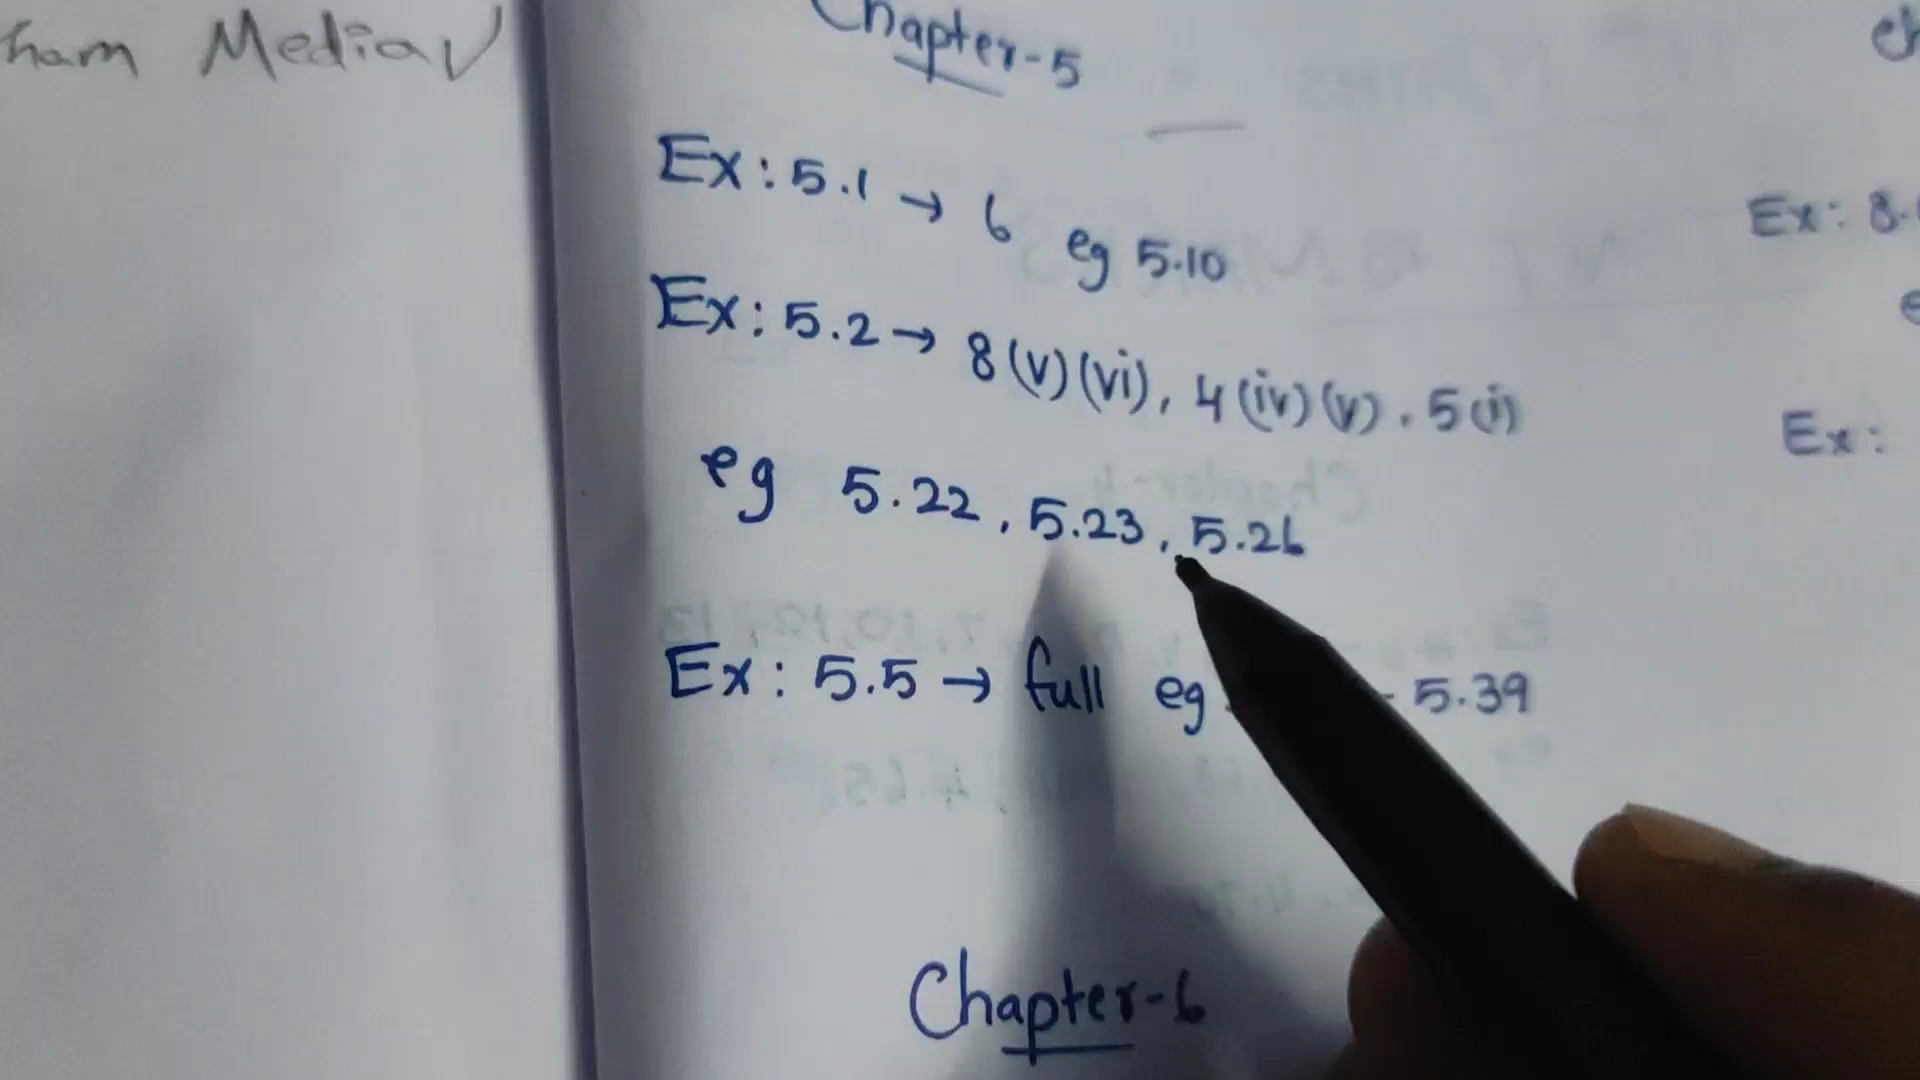 ham Media
Chapter-5
Ex: 5.1 → 6 eg 5.10
Ex: 5.2 → 8(v)(vi), 4(iv)(v), 5(i)
eg 5.22, 5.23, 5.26
Ex: 5.5 → full eg - 5.39
Chapter-6
Ex: 8.
Ex: